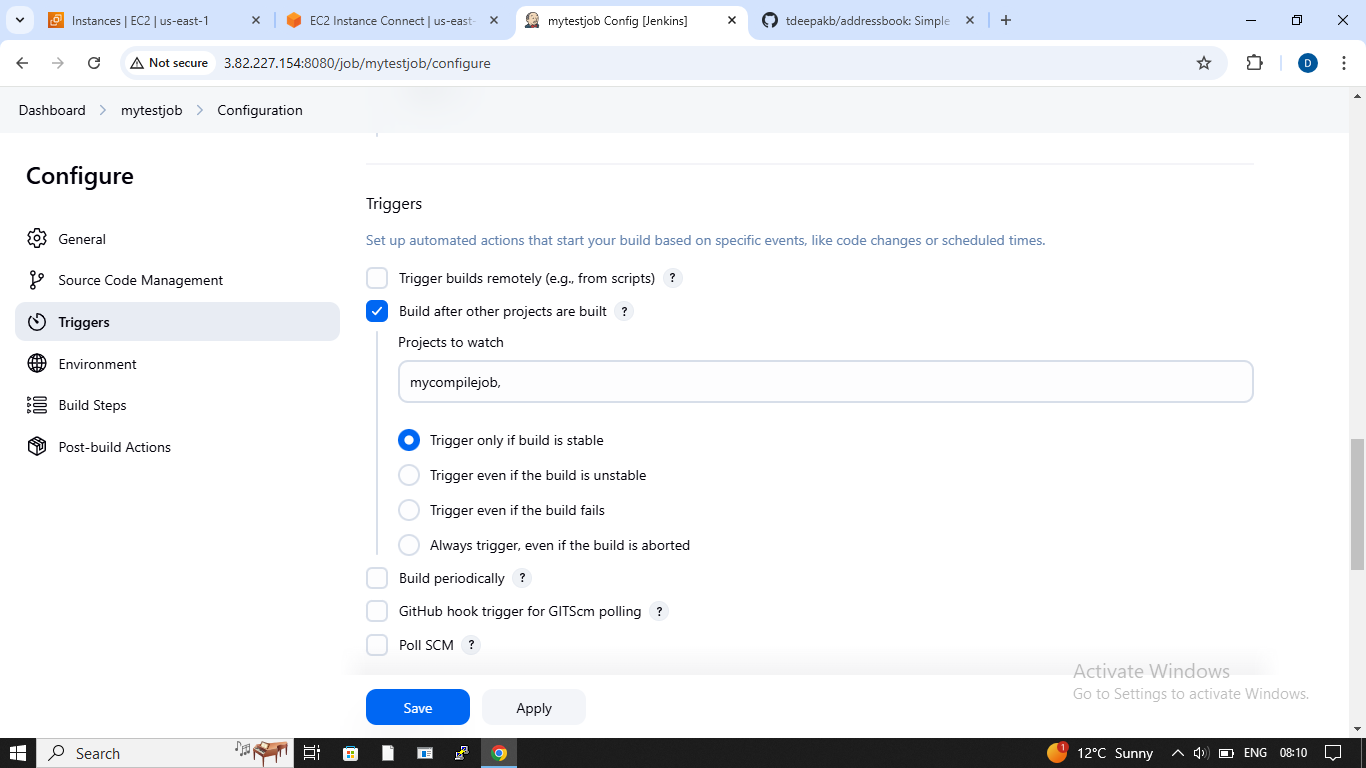 Instances | EC2 | us-east-1
EC2 Instance Connect | us-east-
mytestjob Config [Jenkins]
tdeepakb/addressbook: Simple
Not secure
3.82.227.154:8080/job/mytestjob/configure
D
Dashboard
mytestjob
Configuration
Configure
General
Source Code Management
Triggers
Environment
Build Steps
Post-build Actions
Triggers
Set up automated actions that start your build based on specific events, like code changes or scheduled times.
Trigger builds remotely (e.g., from scripts) ?
Build after other projects are built ?
Projects to watch
mycompilejob,
Trigger only if build is stable
Trigger even if the build is unstable
Trigger even if the build fails
Always trigger, even if the build is aborted
Build periodically ?
GitHub hook trigger for GITScm polling ?
Poll SCM ?
Save
Apply
Activate Windows
Go to Settings to activate Windows.
Search
1
12°C Sunny
ENG
08:10